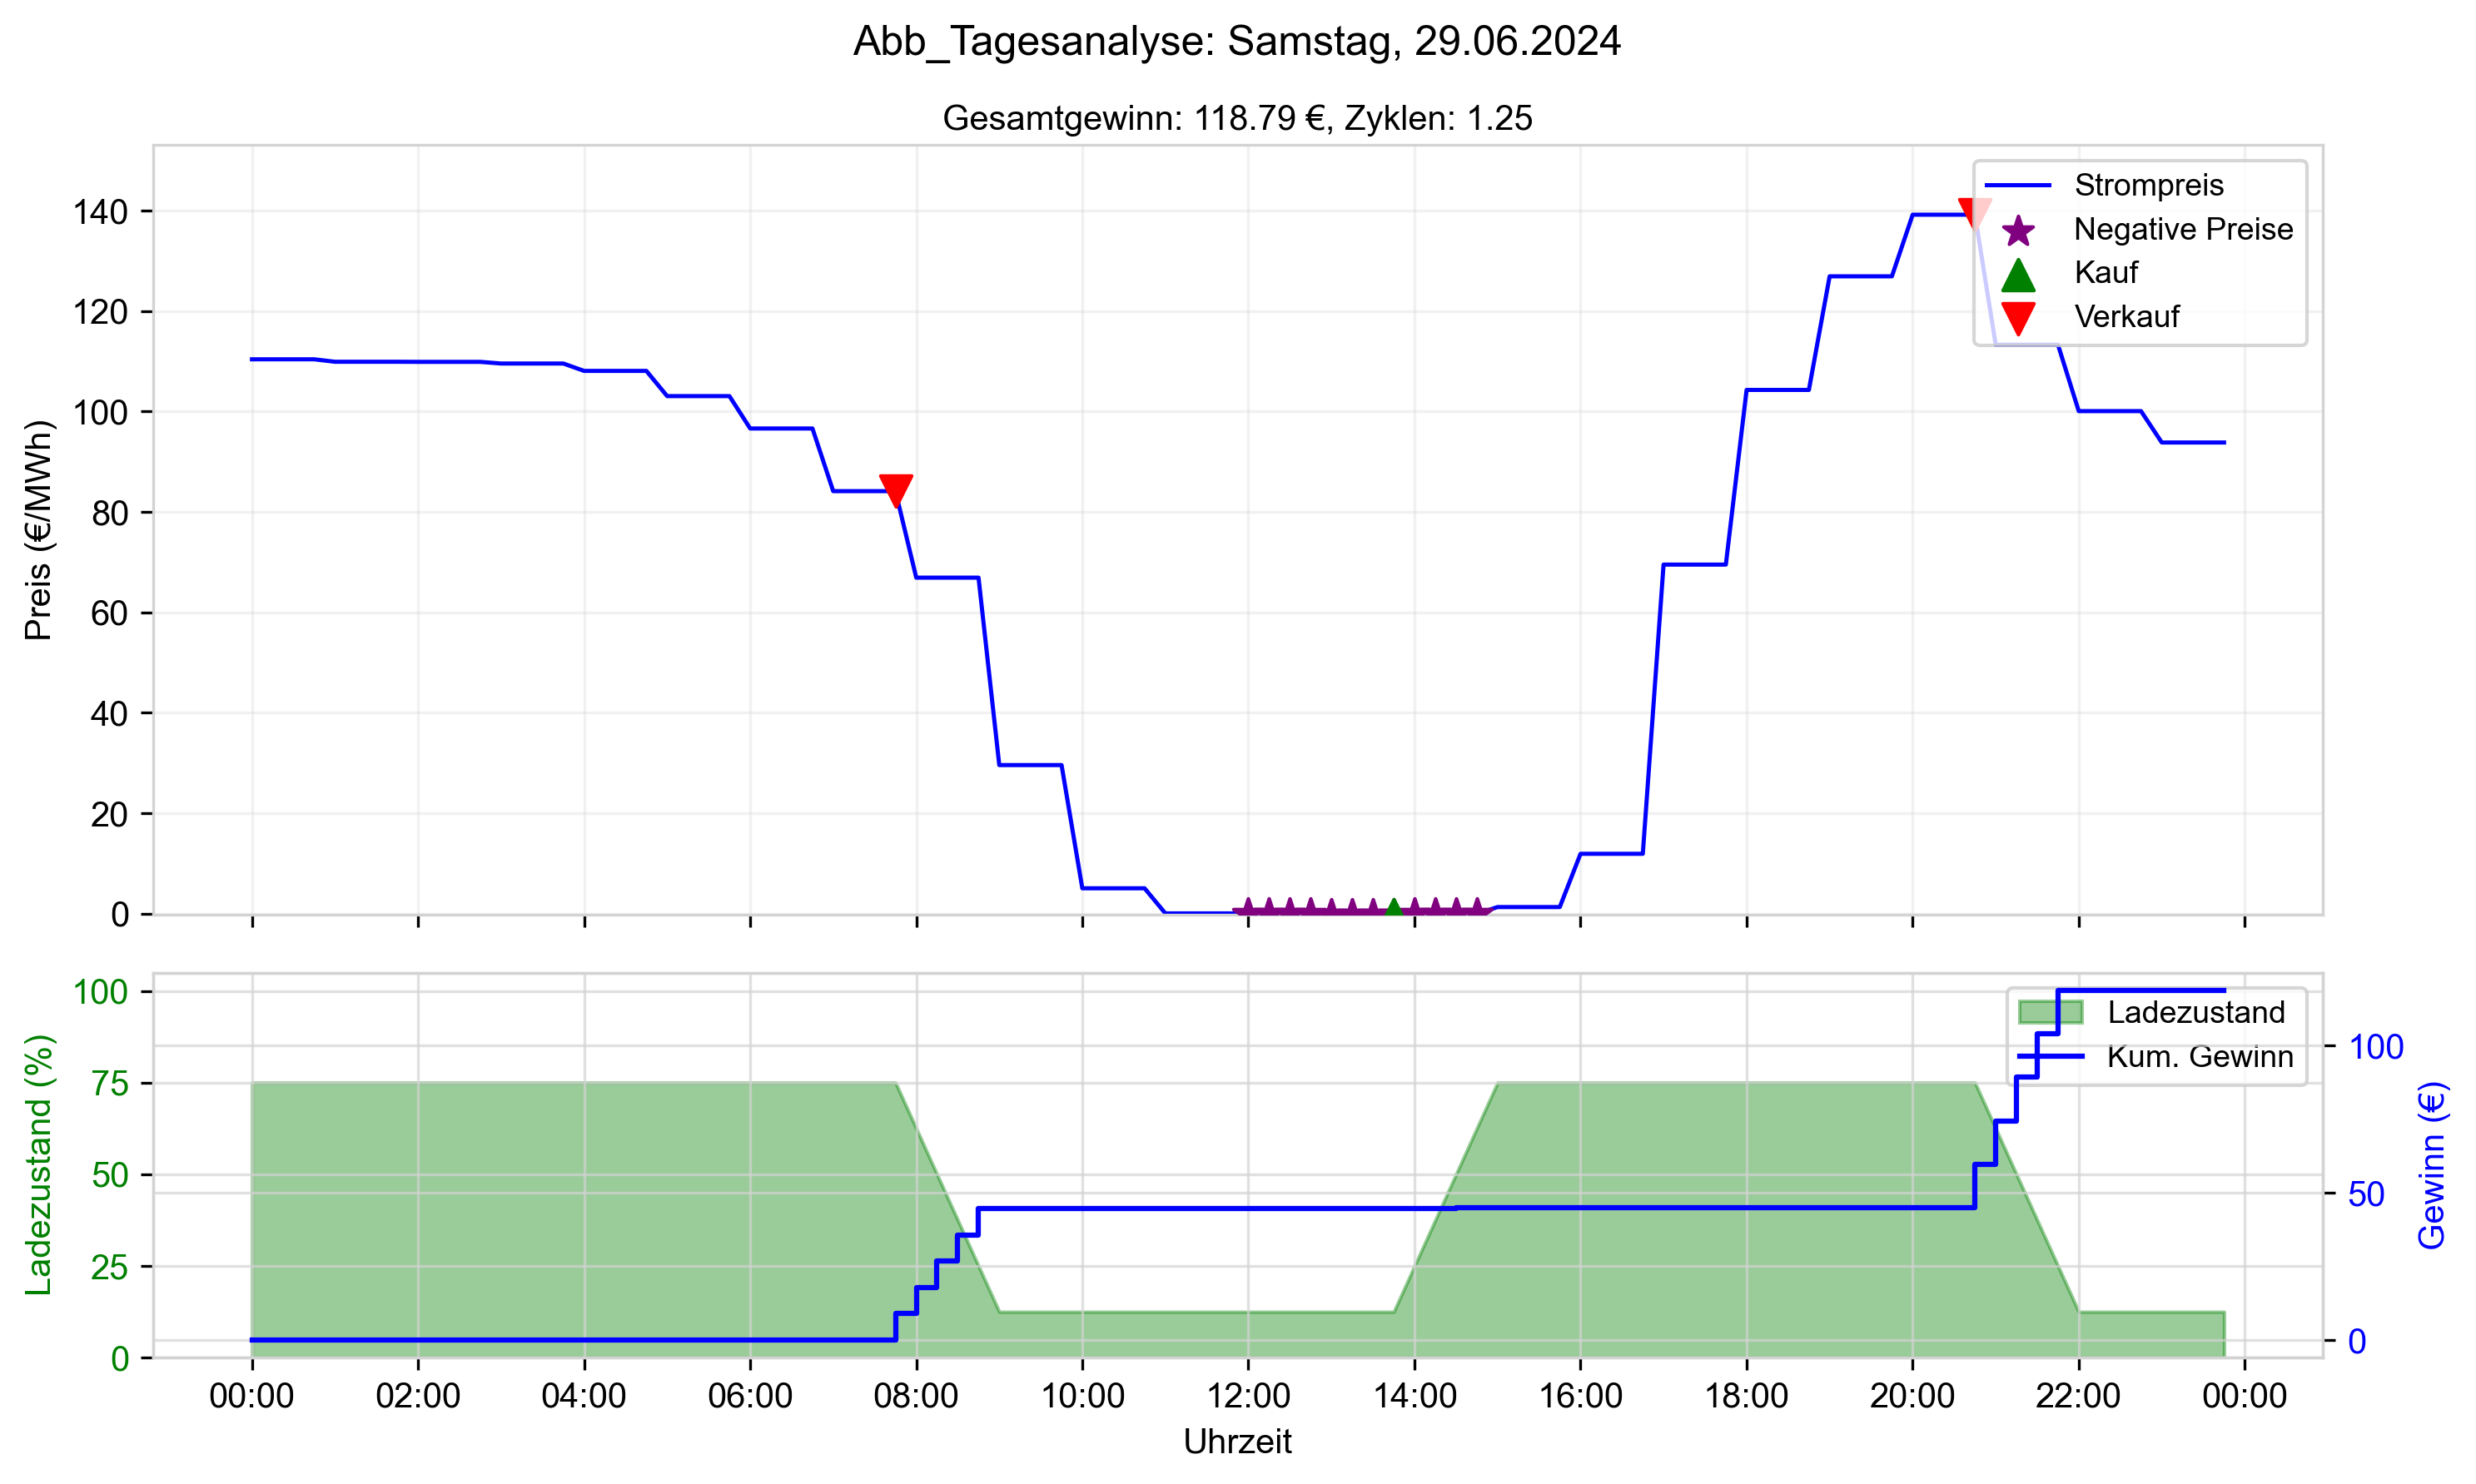 Abb_Tagesanalyse: Samstag, 29.06.2024
Gesamtgewinn: 118.79 €, Zyklen: 1.25
Preis (€/MWh)
140
120
100
80
60
40
20
0
Strompreis
Negative Preise
Kauf
Verkauf
Ladezustand (%)
100
75
50
25
0
Ladezustand
Kum. Gewinn
100
50
0
Gewinn (€)
00:00 02:00 04:00 06:00 08:00 10:00 12:00 14:00 16:00 18:00 20:00 22:00 00:00
Uhrzeit